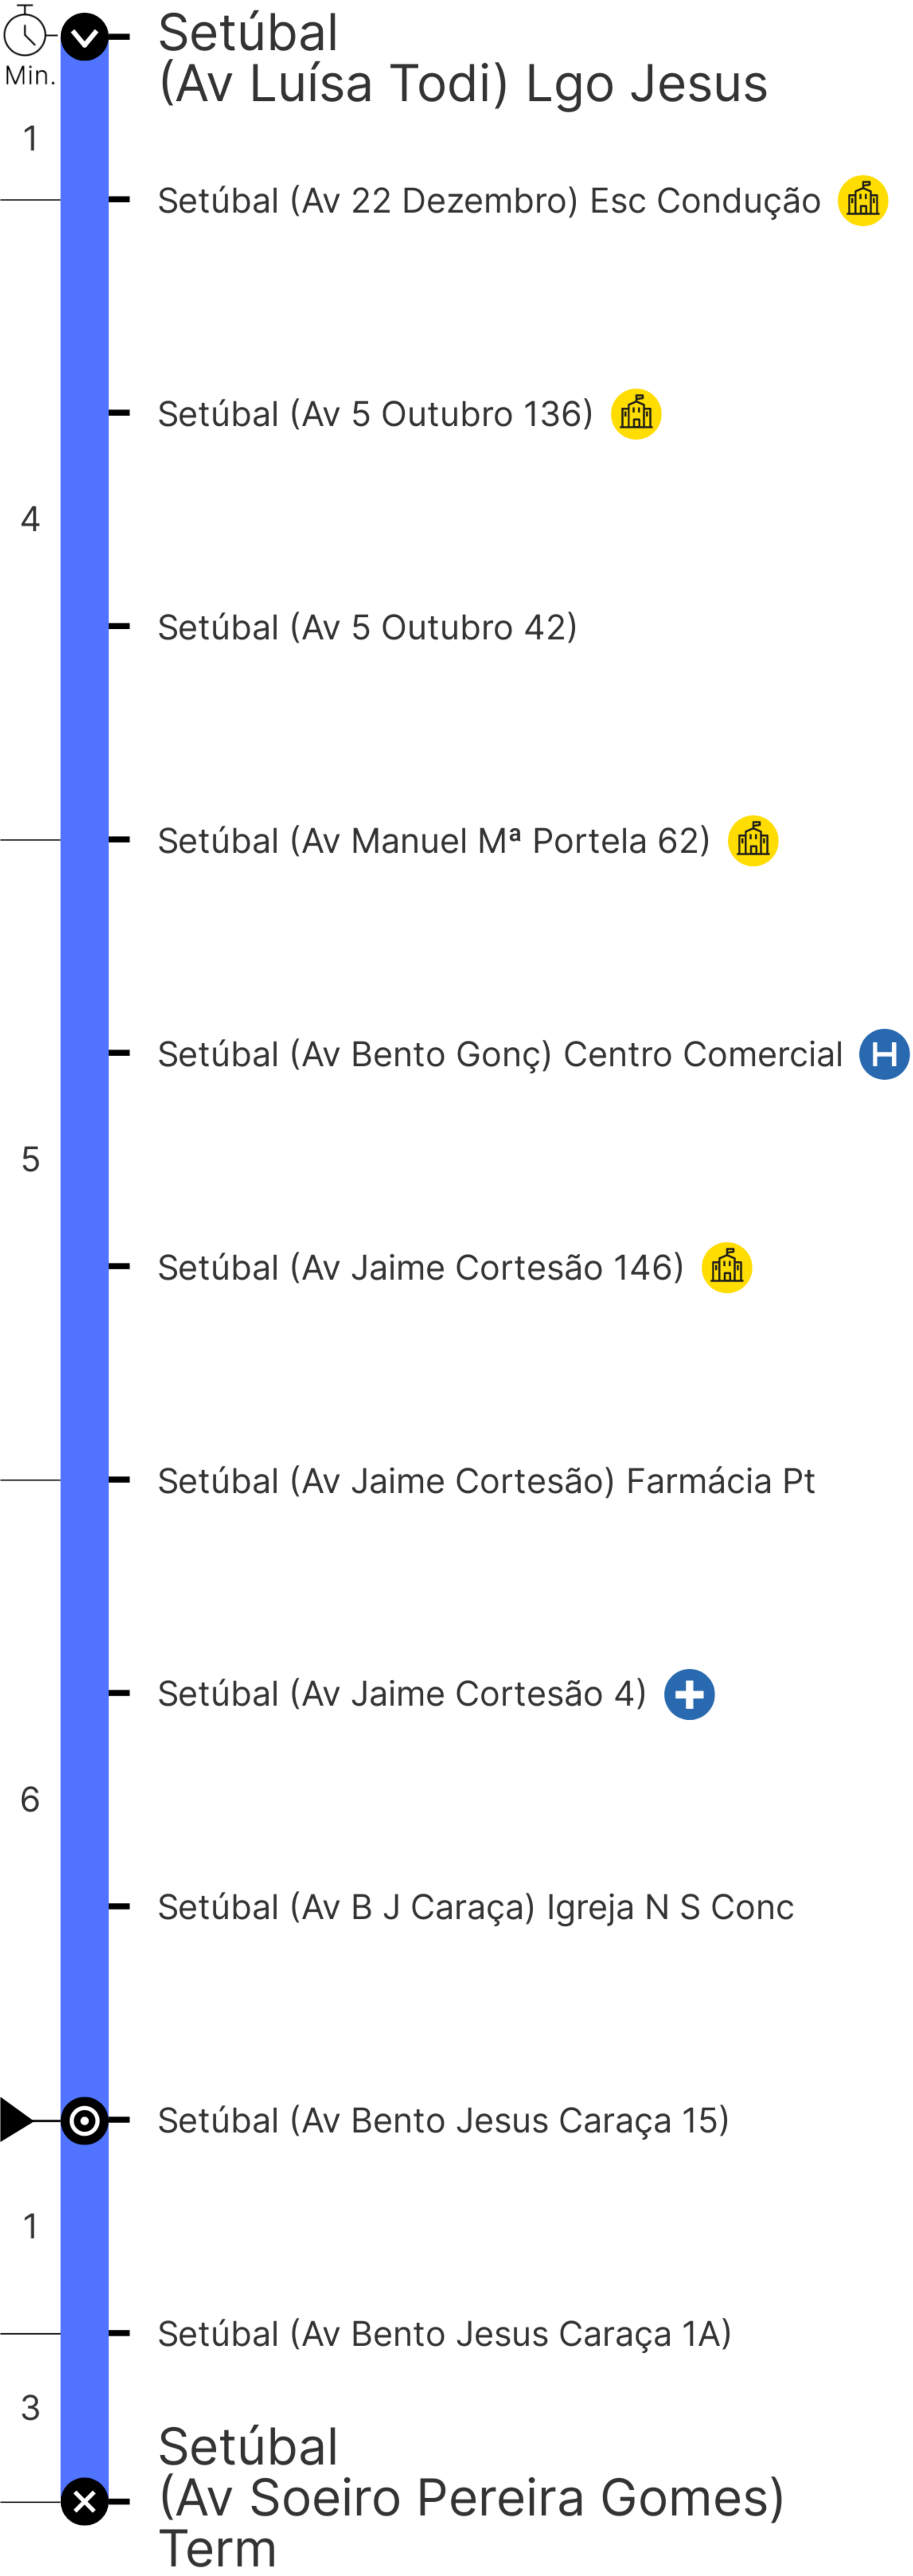 Setúbal
(Av Luísa Todi) Lgo Jesus
Min.
1
Setúbal (Av 22 Dezembro) Esc Condução
Setúbal (Av 5 Outubro 136)
4
Setúbal (Av 5 Outubro 42)
Setúbal (Av Manuel Mª Portela 62)
Setúbal (Av Bento Gonç) Centro Comercial H
5
Setúbal (Av Jaime Cortesão 146)
Setúbal (Av Jaime Cortesão) Farmácia Pt
Setúbal (Av Jaime Cortesão 4)
6
Setúbal (Av B J Caraça) Igreja N S Conc
Setúbal (Av Bento Jesus Caraça 15)
1
Setúbal (Av Bento Jesus Caraça 1A)
3
Setúbal
(Av Soeiro Pereira Gomes)
Term